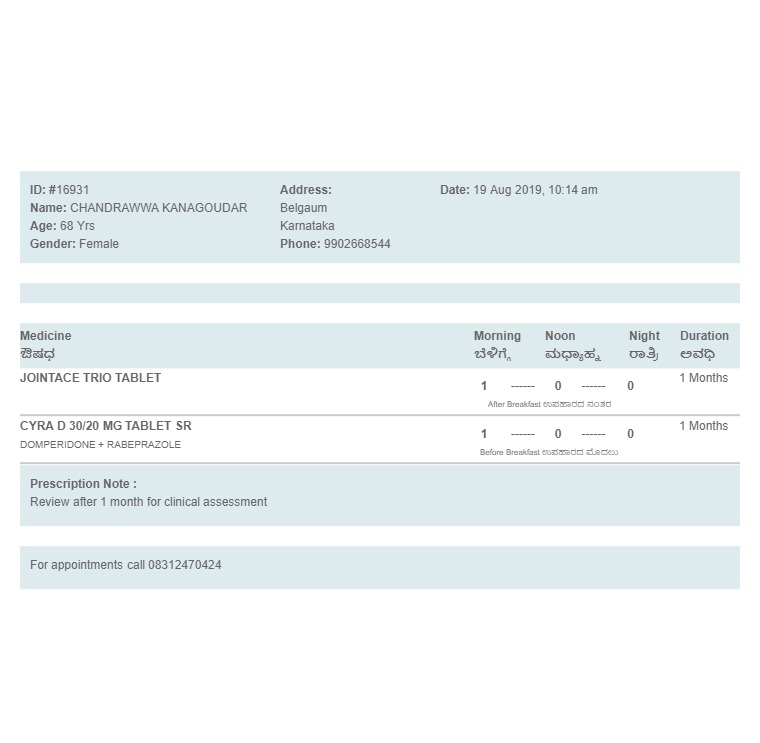 ID: #16931 Address: Date: 19 Aug 2019, 10:14 am
Name: CHANDRAWWA KANAGOUDAR Belgaum
Age: 68 Yrs Karnataka
Gender: Female Phone: 9902668544
Medicine Morning Noon Night Duration
ಔಷಧ ಬೆಳಿಗ್ಗೆ ಮಧ್ಯಾಹ್ನ ರಾತ್ರಿ ಅವಧಿ
JOINTACE TRIO TABLET 1 ------ 0 ------ 0 1 Months
After Breakfast ಉಪಹಾರದ ನಂತರ
CYRA D 30/20 MG TABLET SR 1 ------ 0 ------ 0 1 Months
DOMPERIDONE + RABEPRAZOLE
Before Breakfast ಉಪಹಾರದ ಮೊದಲು
Prescription Note :
Review after 1 month for clinical assessment
For appointments call 08312470424